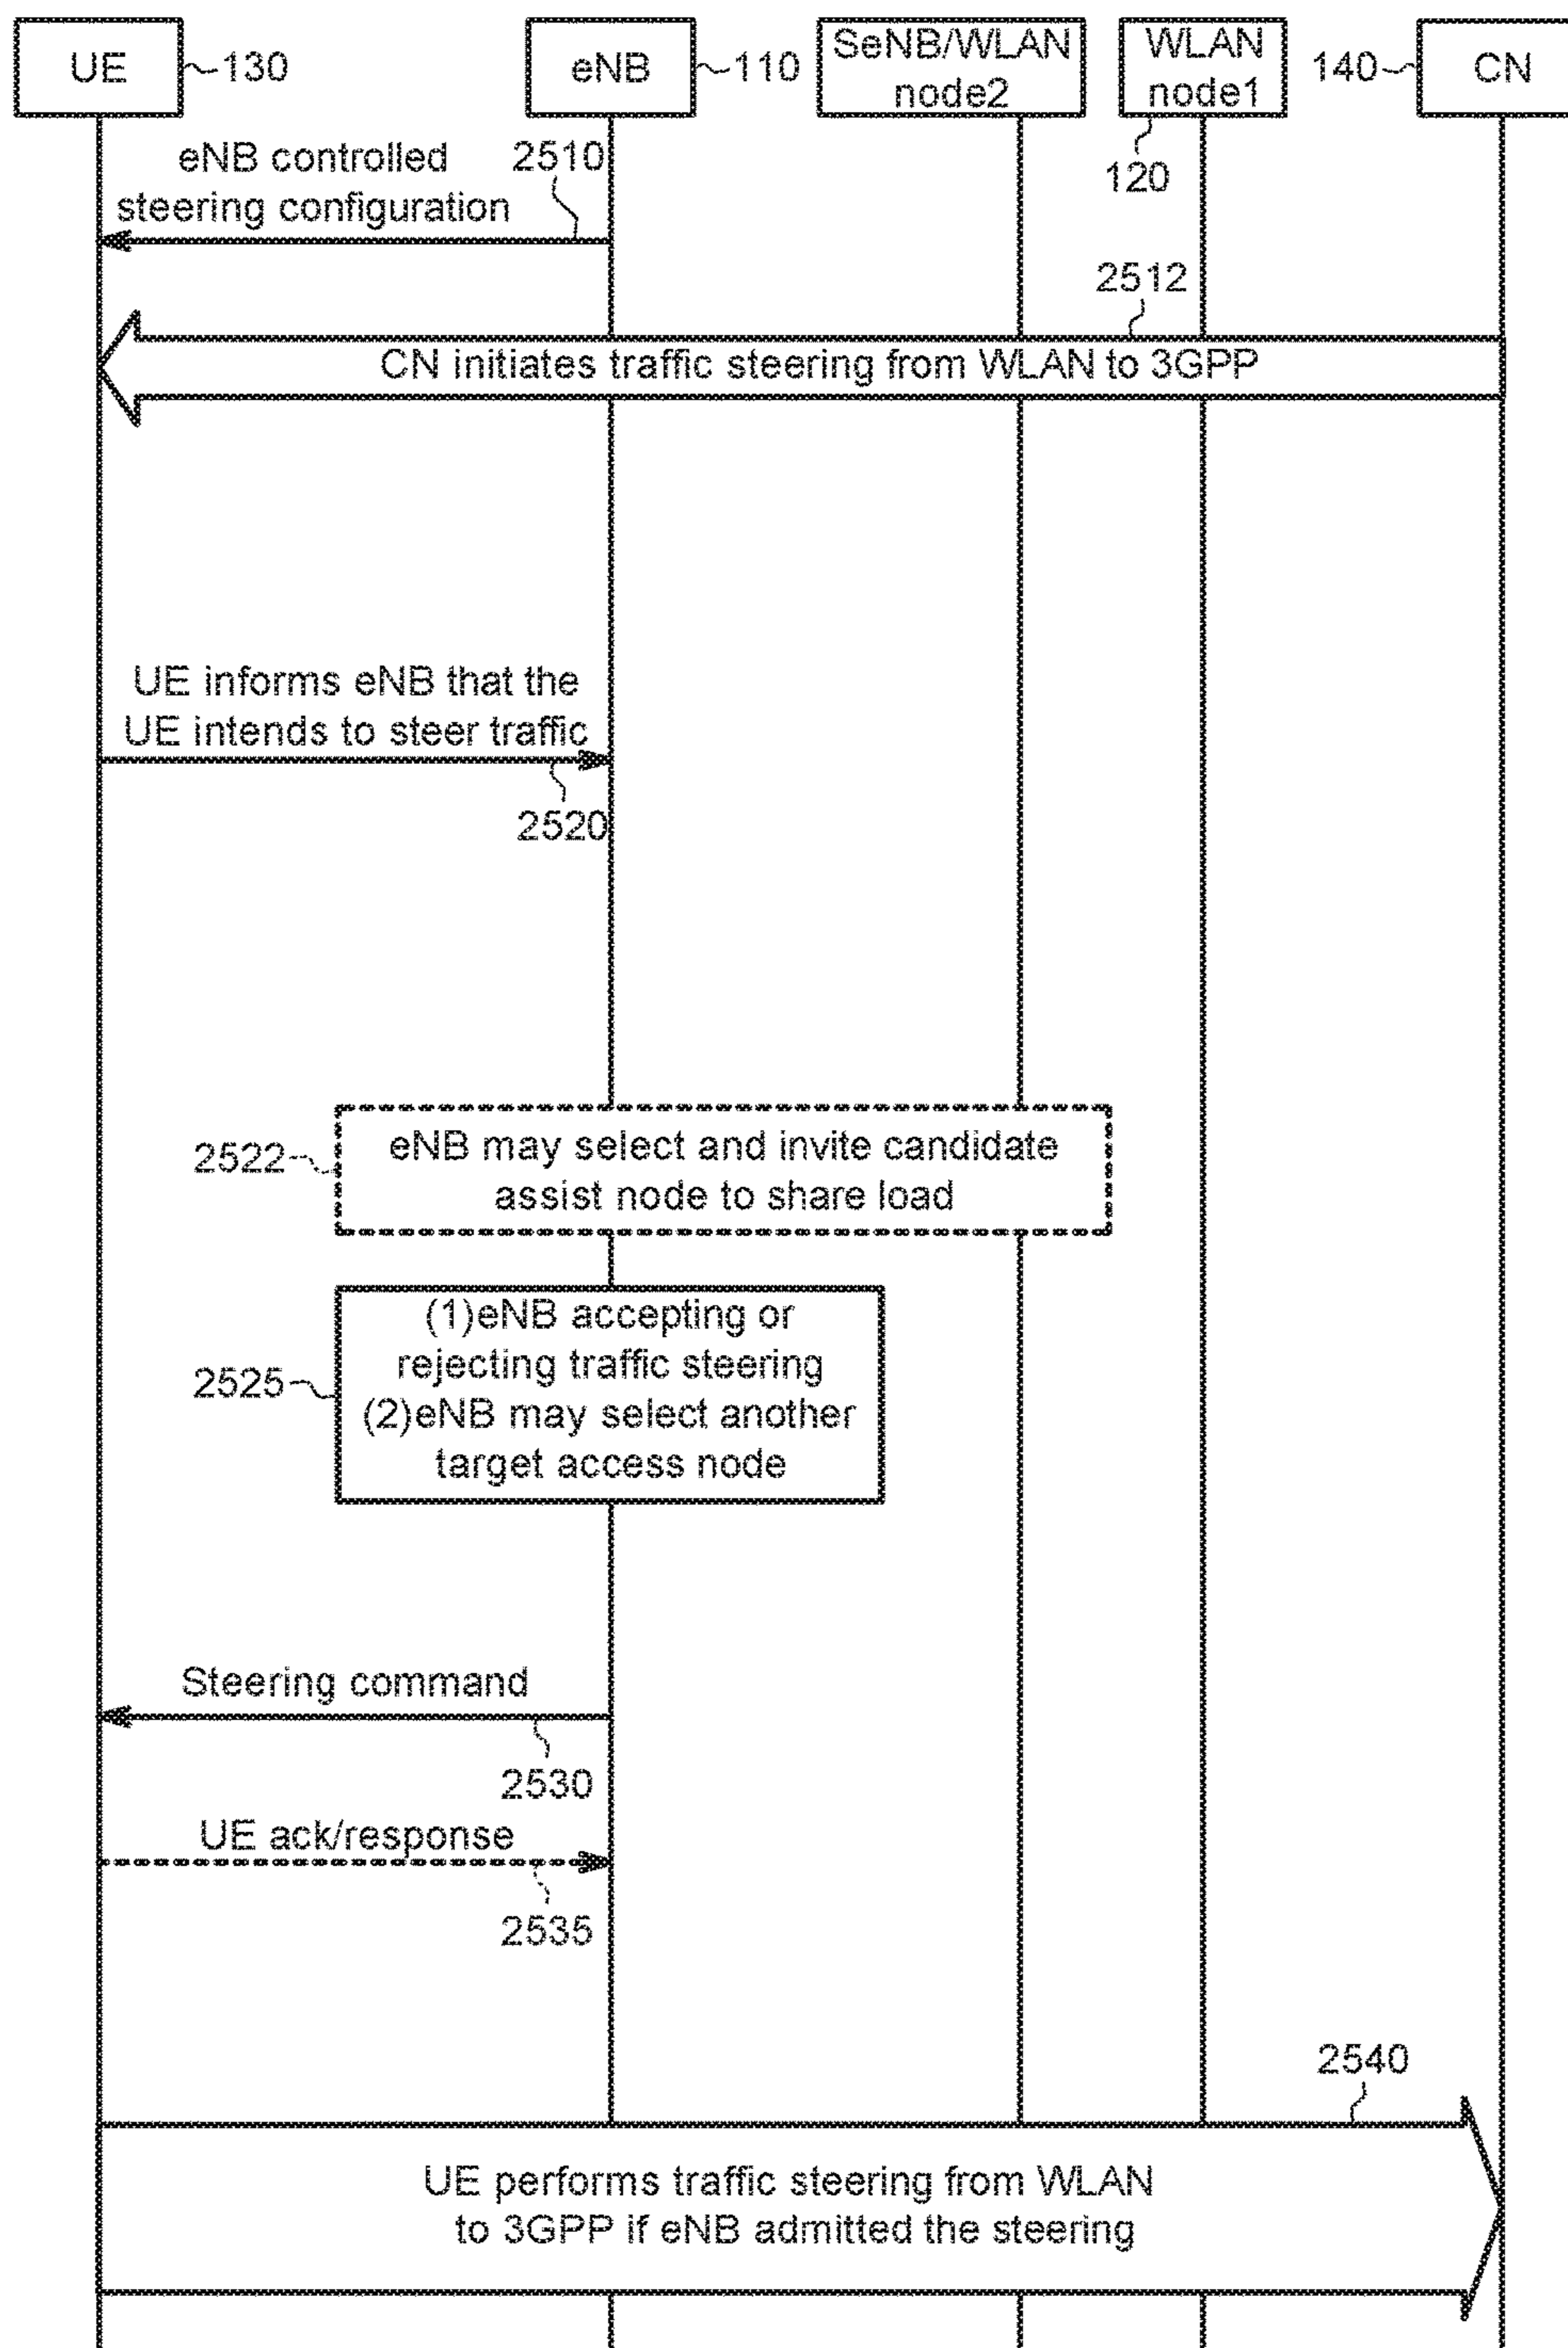 UE
130
eNB
110
SeNB/WLAN
node2
WLAN
node1
120
140
CN
eNB controlled
steering configuration
2510
2512
CN initiates traffic steering from WLAN to 3GPP
UE informs eNB that the
UE intends to steer traffic
2520
2522
eNB may select and invite candidate
assist node to share load
2525
(1)eNB accepting or
rejecting traffic steering
(2)eNB may select another
target access node
Steering command
2530
UE ack/response
2535
2540
UE performs traffic steering from WLAN
to 3GPP if eNB admitted the steering